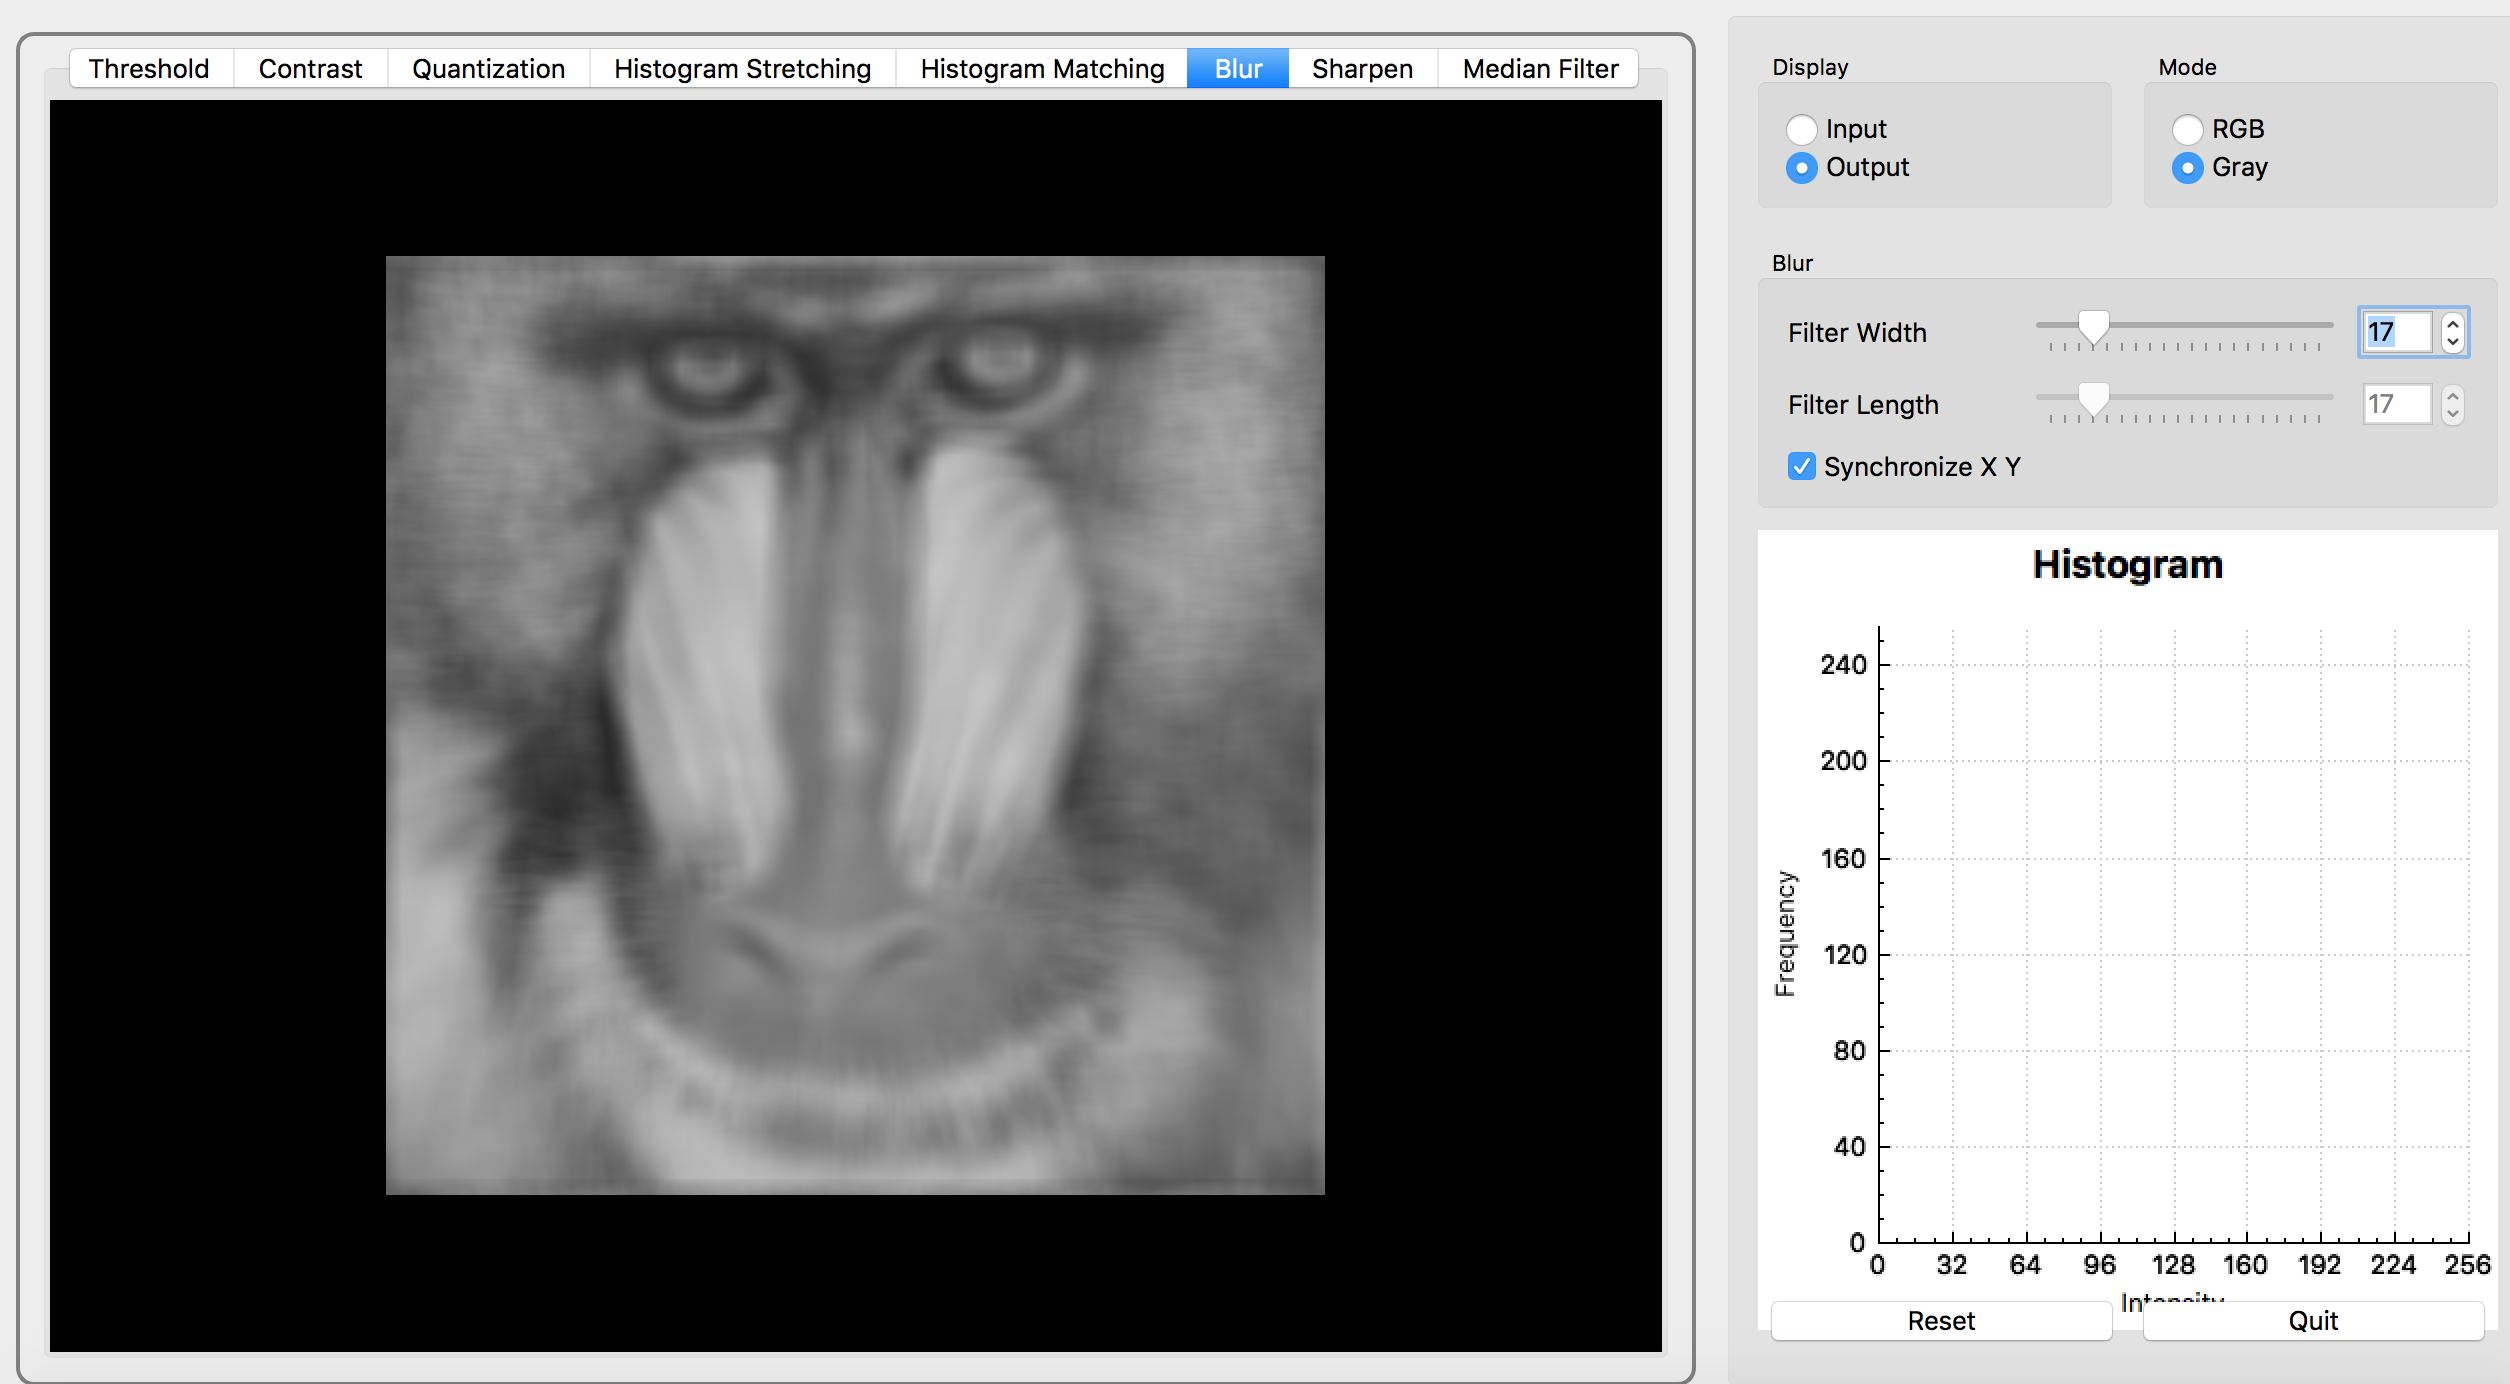 Threshold Contrast Quantization Histogram Stretching Histogram Matching Blur Sharpen Median Filter
Display
Input
Output
Mode
RGB
Gray
Blur
Filter Width 17
Filter Length 17
Synchronize X Y
Histogram
Frequency
240
200
160
120
80
40
0
0 32 64 96 128 160 192 224 256
Intensity
Reset Quit